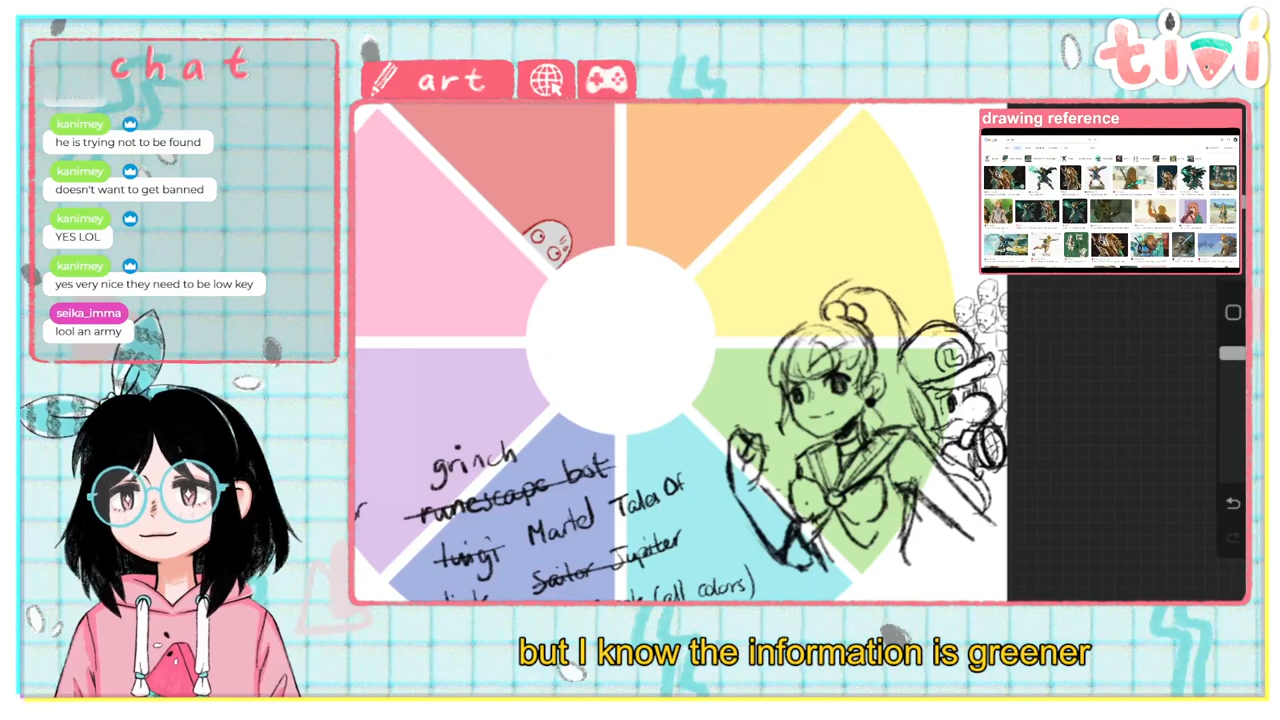 chat
kanimey
he is trying not to be found
kanimey
doesn't want to get banned
kanimey
YES LOL
kanimey
yes very nice they need to be low key
seika_imma
lool an army
art
tivi
drawing reference
L
grinch
runescape bot
luigi
Martel Tales Of
Sailor Jupiter
(all colors)
but I know the information is greener